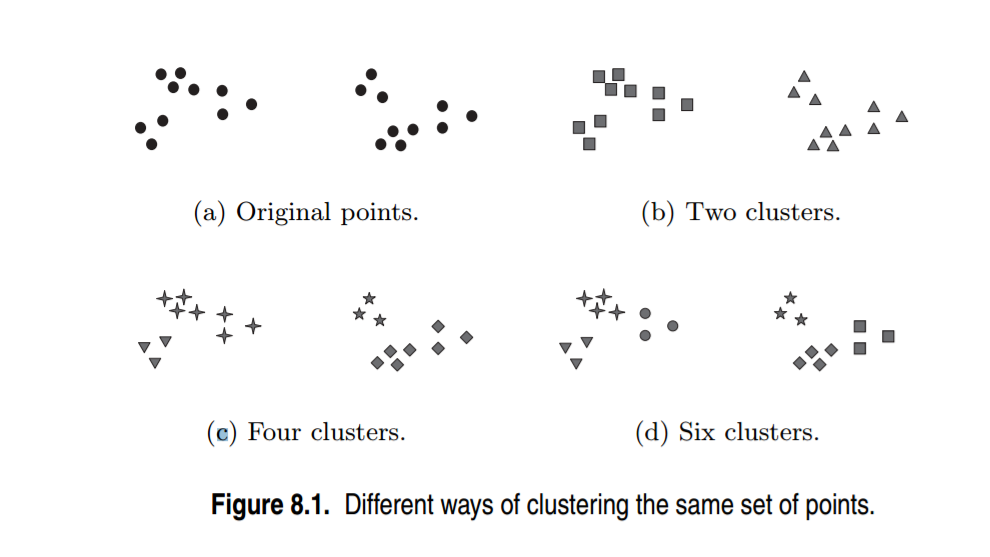 (a) Original points.
(b) Two clusters.
(c) Four clusters.
(d) Six clusters.
Figure 8.1. Different ways of clustering the same set of points.